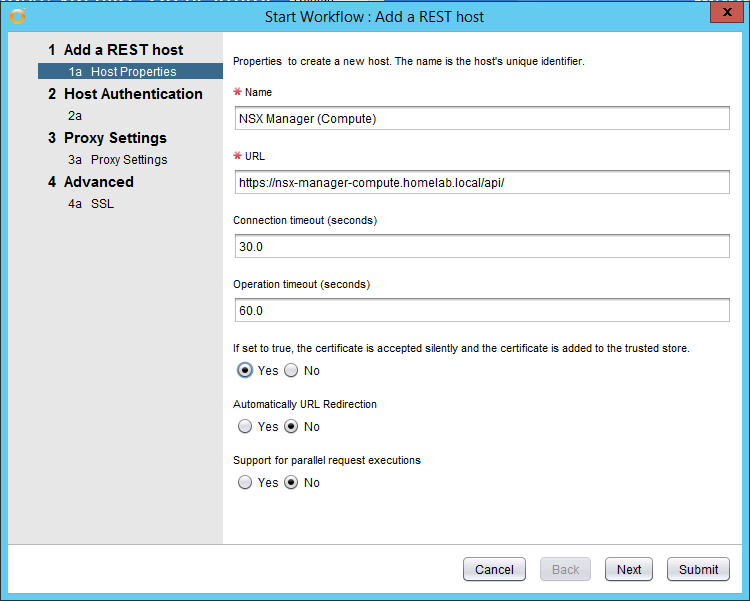 Start Workflow : Add a REST host
x
1 Add a REST host
1a Host Properties
2 Host Authentication
2a
3 Proxy Settings
3a Proxy Settings
4 Advanced
4a SSL
Properties to create a new host. The name is the host's unique identifier.
* Name
NSX Manager (Compute)
* URL
https://nsx-manager-compute.homelab.local/api/
Connection timeout (seconds)
30.0
Operation timeout (seconds)
60.0
If set to true, the certificate is accepted silently and the certificate is added to the trusted store.
Yes No
Automatically URL Redirection
Yes No
Support for parallel request executions
Yes No
Cancel Back Next Submit